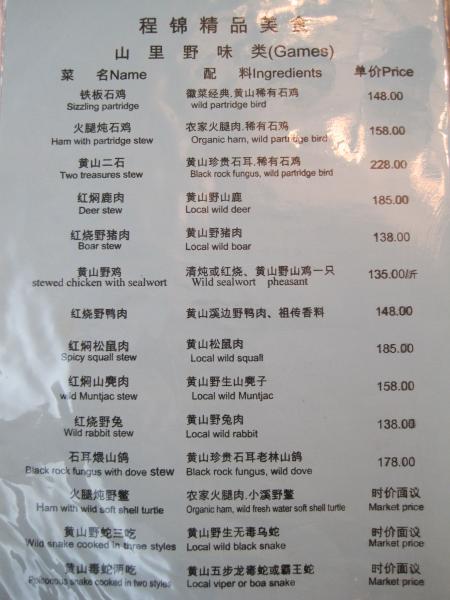 程锦精品美食
山里野味类(Games)
菜 名Name 配 料Ingredients 单价Price
铁板石鸡 徽菜经典.黄山稀有石鸡 148.00
Sizzling partridge wild partridge bird
火腿炖石鸡 农家火腿肉.稀有石鸡 158.00
Ham with partridge stew Organic ham, wild partridge bird
黄山二石 黄山珍贵石耳.稀有石鸡 228.00
Two treasures stew Black rock fungus, wild partridge bird
红焖鹿肉 黄山野山鹿 185.00
Deer stew Local wild deer
红烧野猪肉 黄山野猪肉 138.00
Boar stew Local wild boar
黄山野鸡 清炖或红烧、黄山野山鸡一只 135.00/斤
stewed chicken with sealwort Wild sealwort pheasant
红烧野鸭肉 黄山溪边野鸭肉、祖传香料 148.00
红焖松鼠肉 黄山松鼠肉 185.00
Spicy squall stew Local wild squall
红焖山麂肉 黄山野生山麂子 158.00
wild Muntjac stew Local wild Muntjac
红烧野兔 黄山野兔肉 138.00
Wild rabbit stew Local wild rabbit
石耳煨山鸽 黄山珍贵石耳老林山鸽 178.00
Black rock fungus with dove stew Black rock fungus, wild dove
火腿炖野鳖 农家火腿肉.小溪野鳖 时价面议
Ham with wild soft shell turtle Organic ham, wild fresh water soft shell turtle Market price
黄山野蛇三吃 黄山野生无毒乌蛇 时价面议
Wild snake cooked in three styles Local wild black snake Market price
黄山毒蛇两吃 黄山五步龙毒蛇或霸王蛇 时价面议
Poisonous snake cooked in two styles Local viper or boa snake Market price